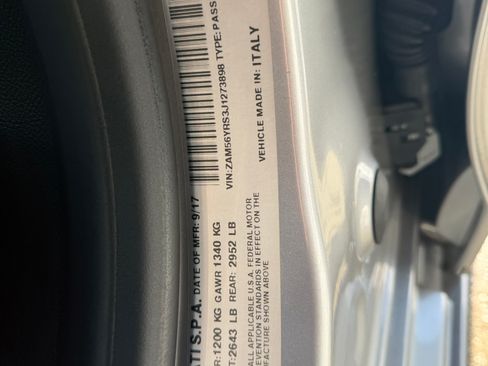 ATI S.P.A. DATE OF MFR: 9/17
R:1200 KG GAWR 1340 KG
T:2643 LB REAR: 2952 LB
ALL APPLICABLE U.S.A. FEDERAL MOTOR
EVENTION STANDARDS IN EFFECT ON THE
FACTURE SHOWN ABOVE
VIN:ZAM56YRS3J1273898 TYPE: PASS
VEHICLE MADE IN: ITALY